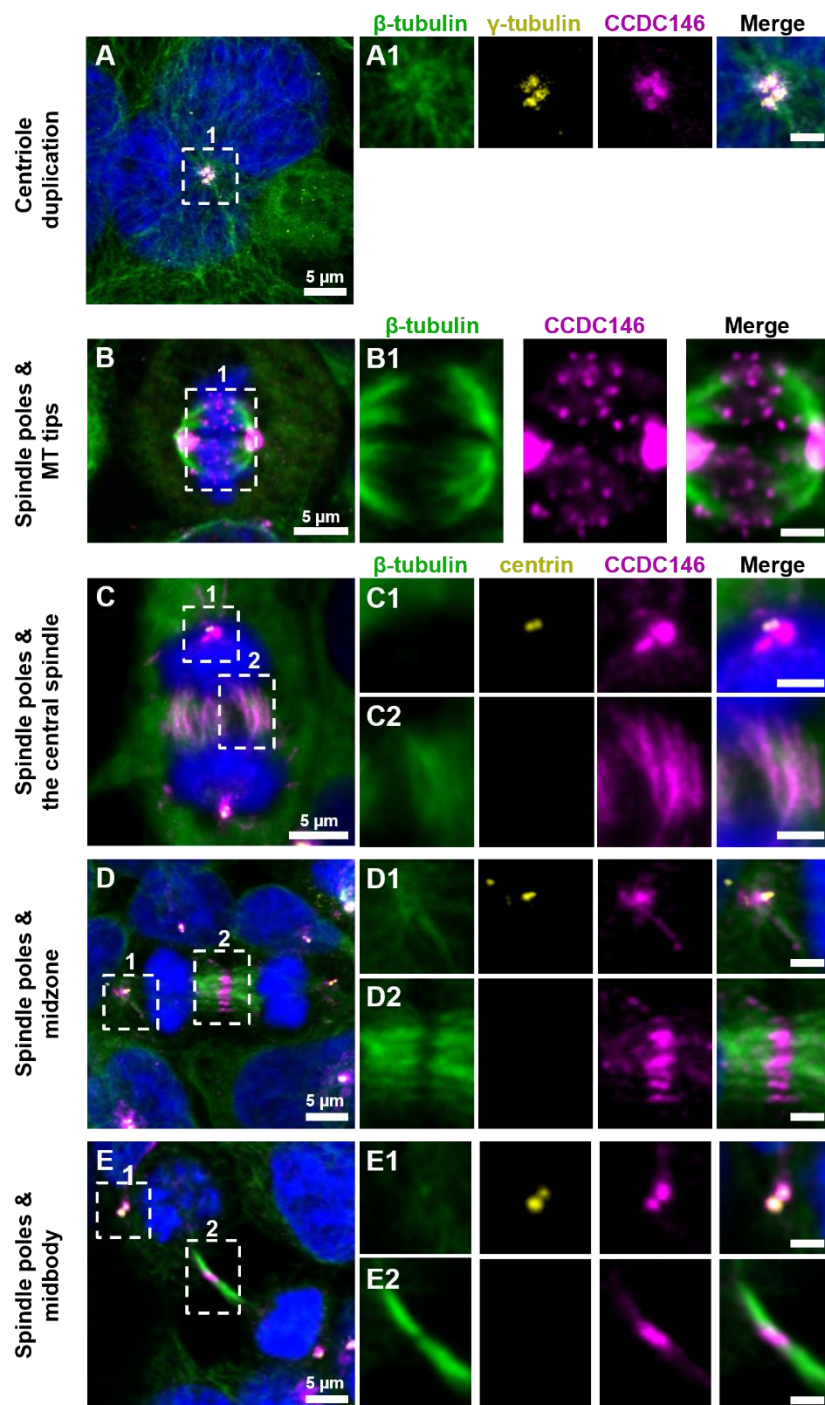 β-tubulin γ-tubulin CCDC146 Merge
Centriole
duplication
A
1
5 µm
A1
β-tubulin CCDC146 Merge
Spindle poles &
MT tips
B
1
5 µm
B1
β-tubulin centrin CCDC146 Merge
Spindle poles &
the central spindle
C
1
2
5 µm
C1
C2
Spindle poles &
midzone
D
1
2
5 µm
D1
D2
Spindle poles &
midbody
E
1
2
5 µm
E1
E2